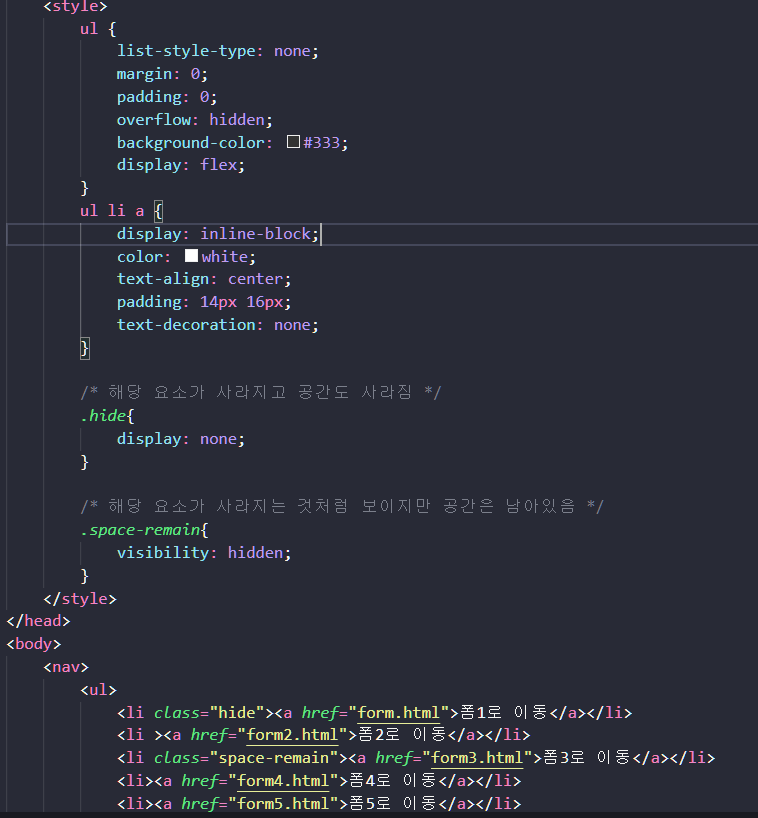 <style>
ul {
list-style-type: none;
margin: 0;
padding: 0;
overflow: hidden;
background-color: #333;
display: flex;
}
ul li a {
display: inline-block;
color: white;
text-align: center;
padding: 14px 16px;
text-decoration: none;
}
/* 해당 요소가 사라지고 공간도 사라짐 */
.hide{
display: none;
}
/* 해당 요소가 사라지는 것처럼 보이지만 공간은 남아있음 */
.space-remain{
visibility: hidden;
}
</style>
</head>
<body>
<nav>
<ul>
<li class="hide"><a href="form.html">폼1로 이동</a></li>
<li ><a href="form2.html">폼2로 이동</a></li>
<li class="space-remain"><a href="form3.html">폼3로 이동</a></li>
<li><a href="form4.html">폼4로 이동</a></li>
<li><a href="form5.html">폼5로 이동</a></li>